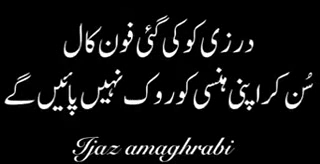 درزی کو کی گئی فون کال
سُن کر اپنی ہنسی کو روک نہیں پائیں گے
Ijaz amaghrabi